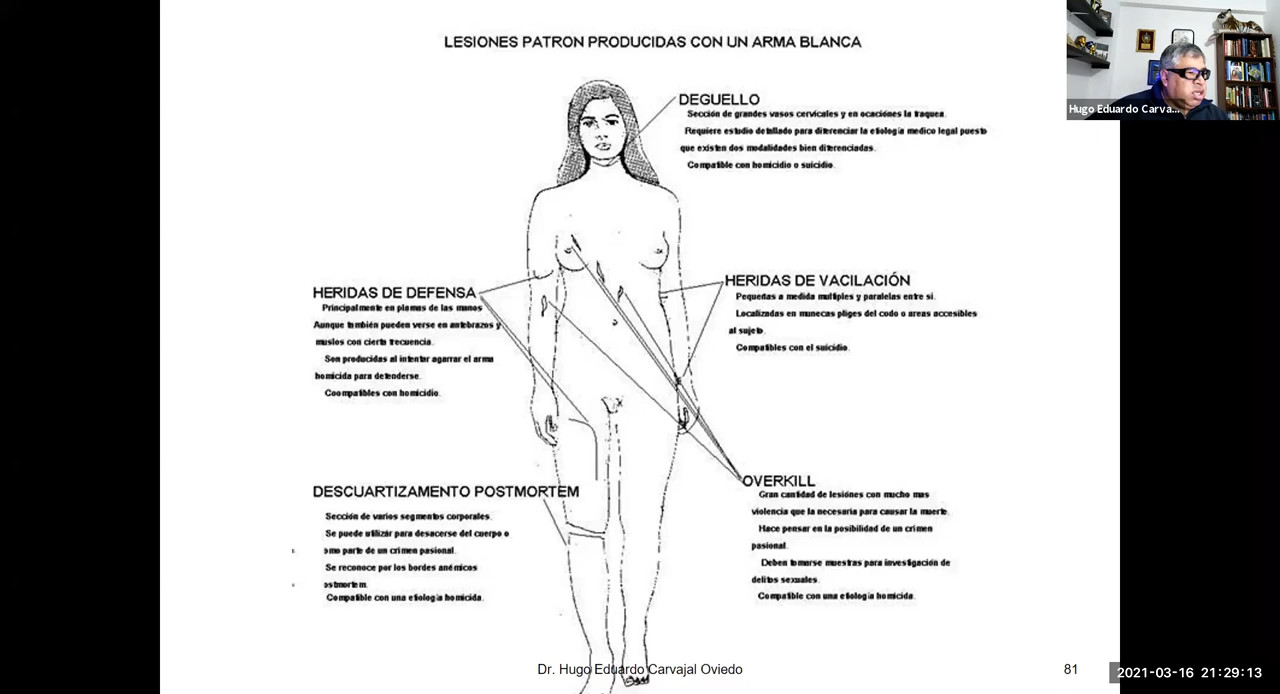 LESIONES PATRON PRODUCIDAS CON UN ARMA BLANCA
Hugo Eduardo Carva...
DEGUELLO
Sección de grandes vasos cervicales y en ocaciónes la traquea.
Requiere estudio detallado para diferenciar la etiologia medico legal puesto
que existen dos modalidades bien diferenciadas.
Compatible con homicidio o suicidio.
HERIDAS DE DEFENSA
Principalmente en plamas de las manos
Aunque también pueden verse en antebrazos y
muslos con cierta frecuencia.
Son producidas al intentar agarrar el arma
homicida para detenderse.
Coompatibles con homicidio.
HERIDAS DE VACILACIÓN
Pequeñas a medida multiples y paralelas entre si.
Localizadas en munecas pliges del codo o areas accesibles
al sujeto.
Compatibles con el suicidio.
DESCUARTIZAMENTO POSTMORTEM
Sección de varios segmentos corporales.
Se puede utilizar para desacerse del cuerpo o
omo parte de un crimen pasional.
Se reconoce por los bordes anémicos
ostmortem.
Compatible con una etiología homicida.
OVERKILL
Gran cantidad de lesiónes con mucho mas
violencia que la necesaria para causar la muerte.
Hace pensar en la posibilidad de un crimen
pasional.
Deben tomarse muestras para investigación de
delitos sexuales.
Compatible con una etiología homicida.
Dr. Hugo Eduardo Carvajal Oviedo
81
2021-03-16 21:29:13